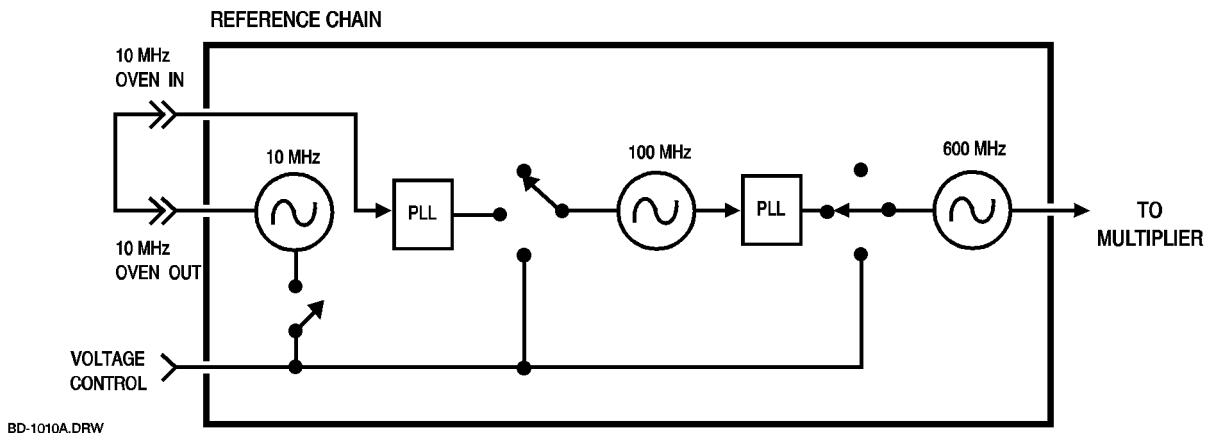 REFERENCE CHAIN
10 MHz
OVEN IN
10 MHz
100 MHz
600 MHz
PLL
PLL
TO
MULTIPLIER
10 MHz
OVEN OUT
VOLTAGE
CONTROL
BD-1010A.DRW